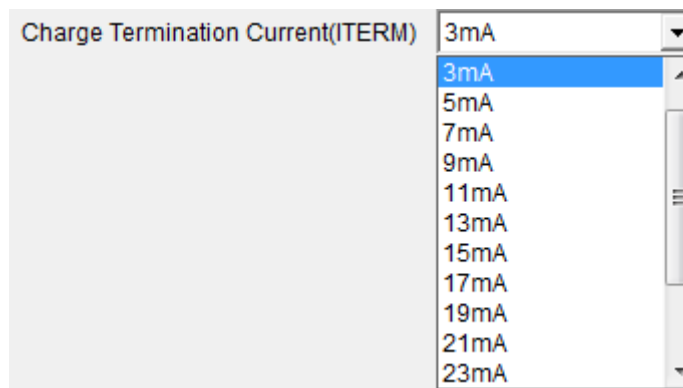 Charge Termination Current(ITERM) 3mA
3mA
5mA
7mA
9mA
11mA
13mA
15mA
17mA
19mA
21mA
23mA